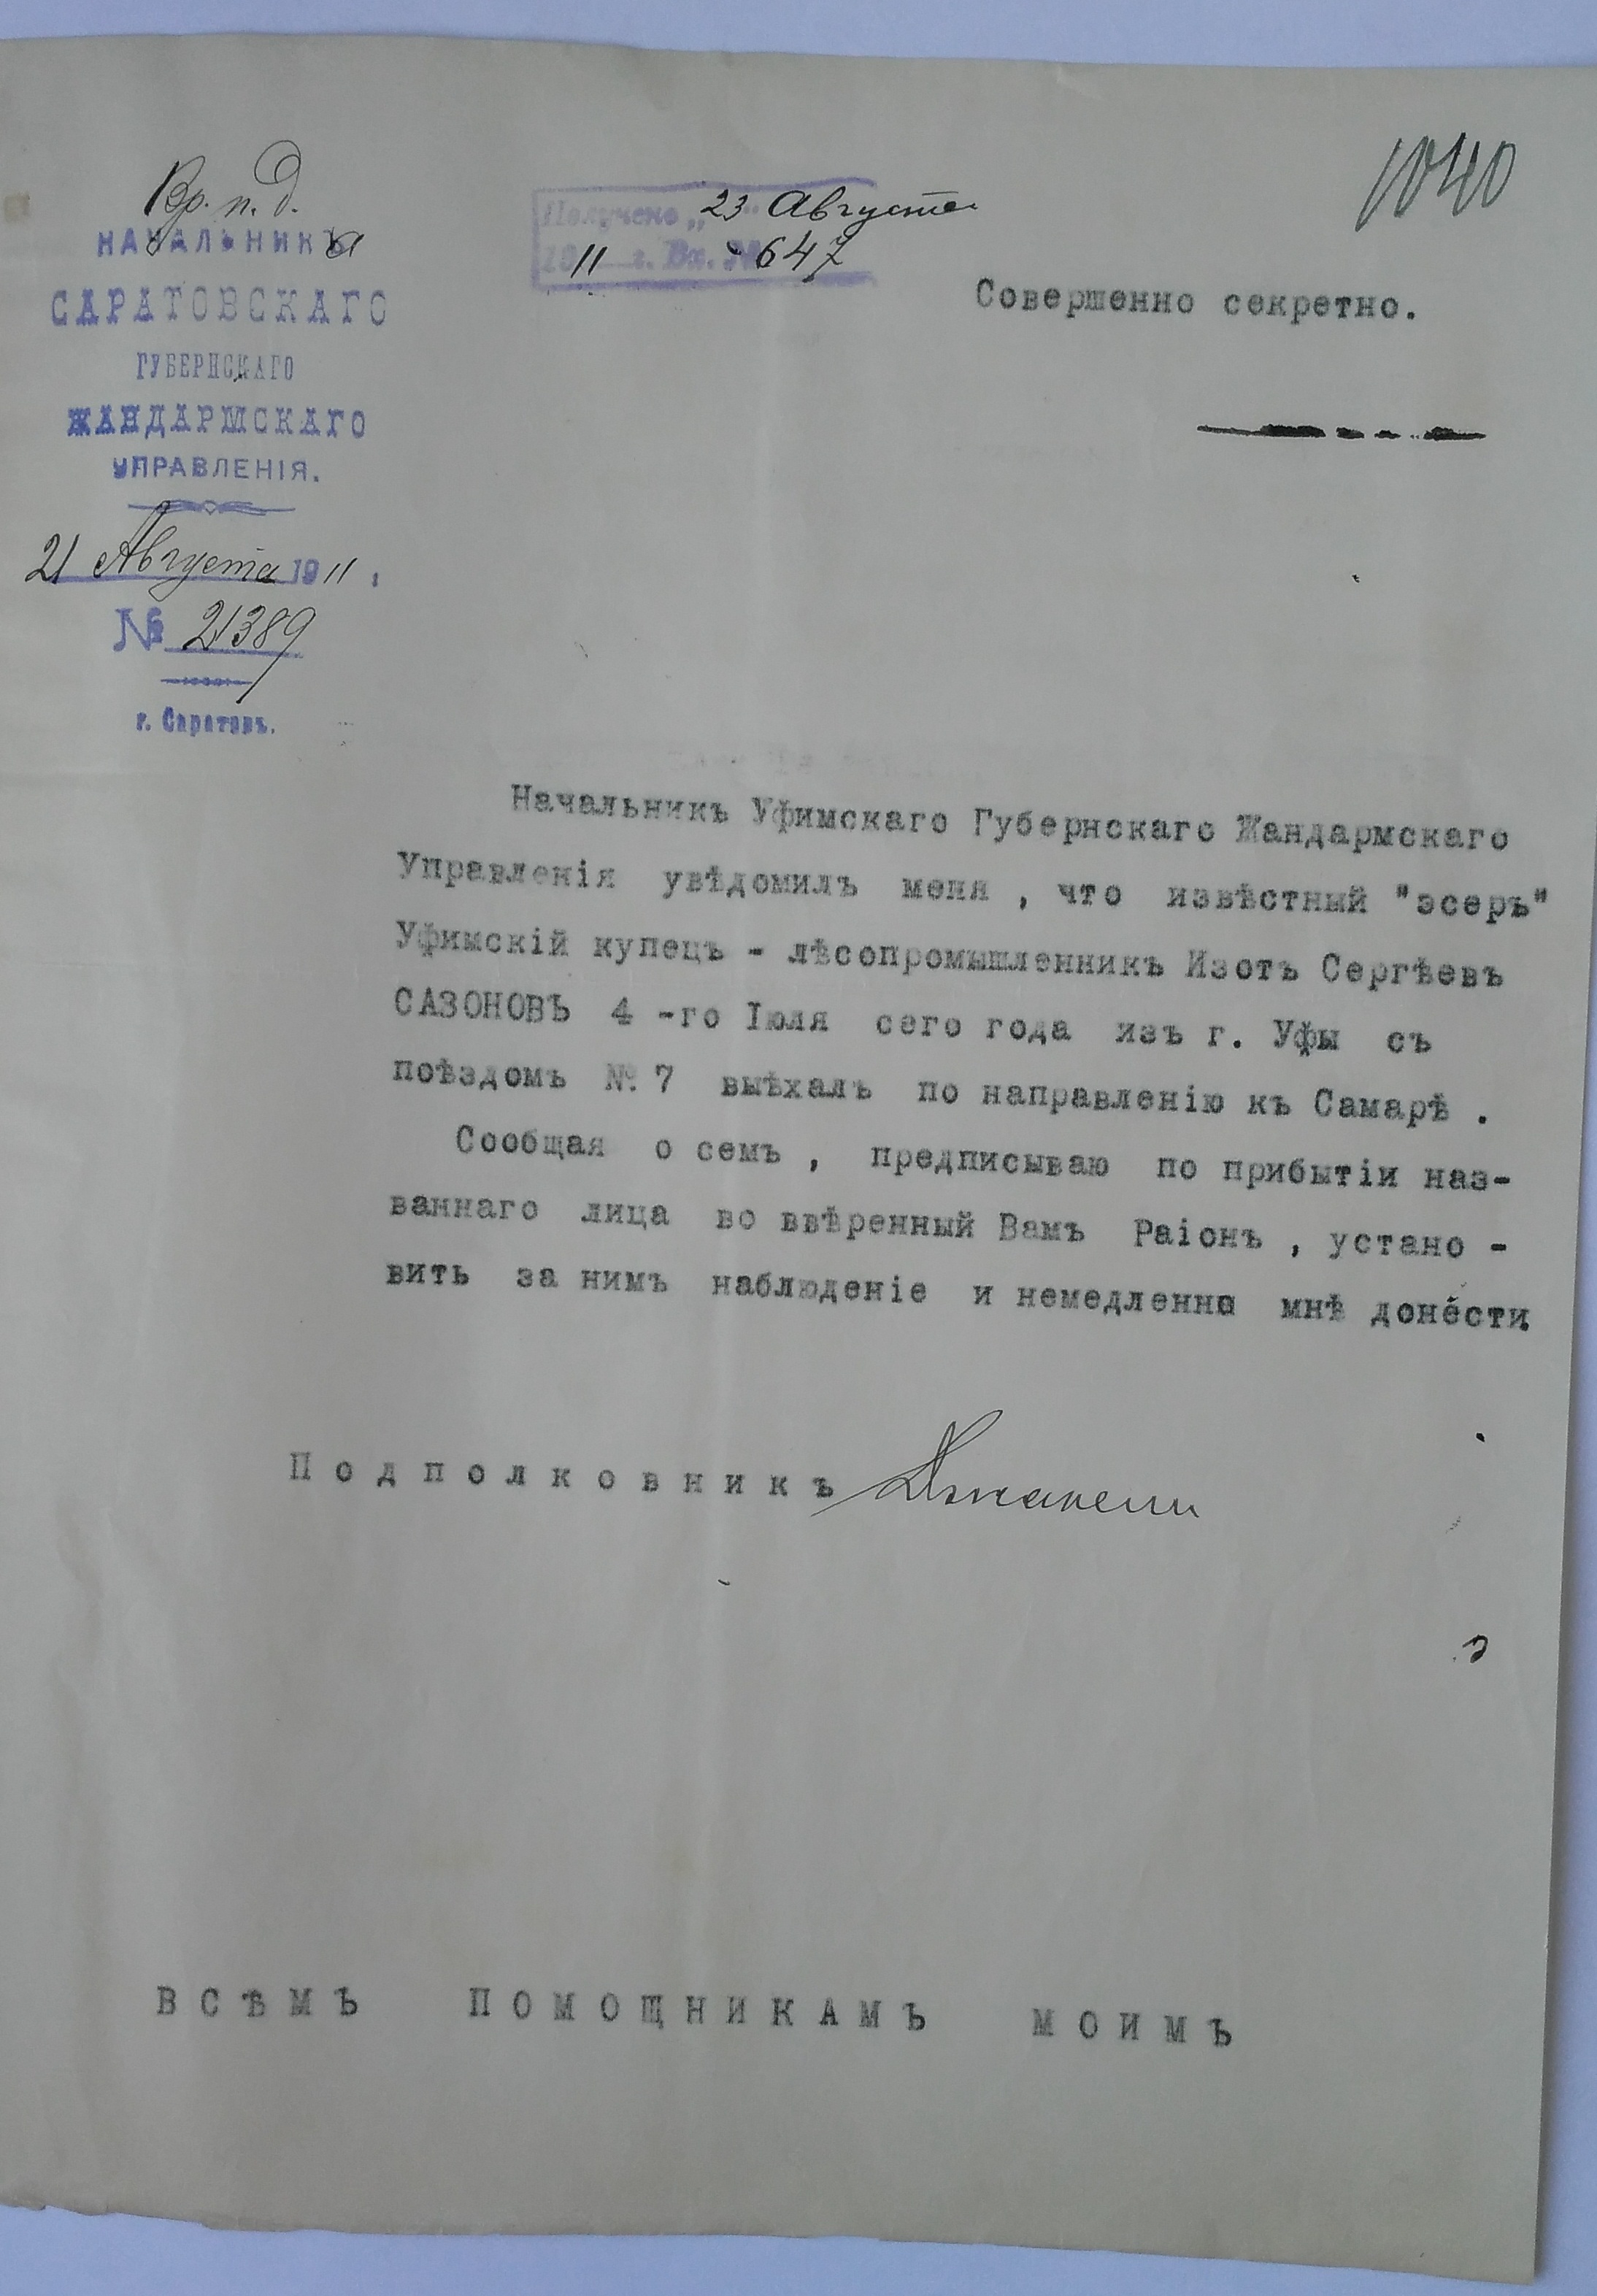 1040
Вр. п. д.
НАЧАЛЬНИКА
САРАТОВСКАГО
ГУБЕРНСКАГО
ЖАНДАРМСКАГО
УПРАВЛЕНІЯ.
21 Августа 1911
№ 21389
г. Саратовъ.
Получено „23" Августа
1911 г. Вх. № 647
Совершенно секретно.
Начальникъ Уфимскаго Губернскаго Жандармскаго
Управленія увѣдомилъ меня , что извѣстный "эсеръ"
Уфимскій купецъ - лѣсопромышленникъ Изотъ Сергѣевъ
САЗОНОВЪ 4 -го Іюля сего года изъ г. Уфы съ
поѣздомъ № 7 выѣхалъ по направленію къ Самарѣ .
Сообщая о семъ , предписываю по прибытіи наз-
ваннаго лица во ввѣренный Вамъ Раіонъ , устано -
вить за нимъ наблюденіе и немедленно мнѣ донести.
Подполковникъ
ВСѢМЪ ПОМОЩНИКАМЪ МОИМЪ